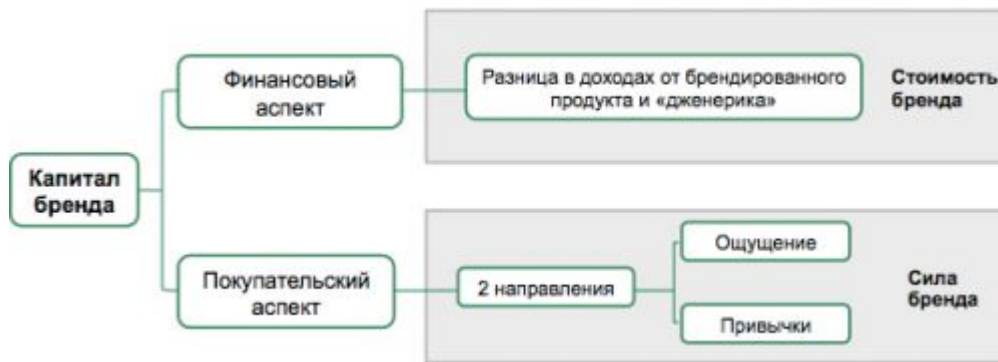 Капитал
бренда
Финансовый
аспект
Разница в доходах от брендированного
продукта и «дженерика»
Стоимость
бренда
Покупательский
аспект
2 направления
Ощущение
Привычки
Сила
бренда